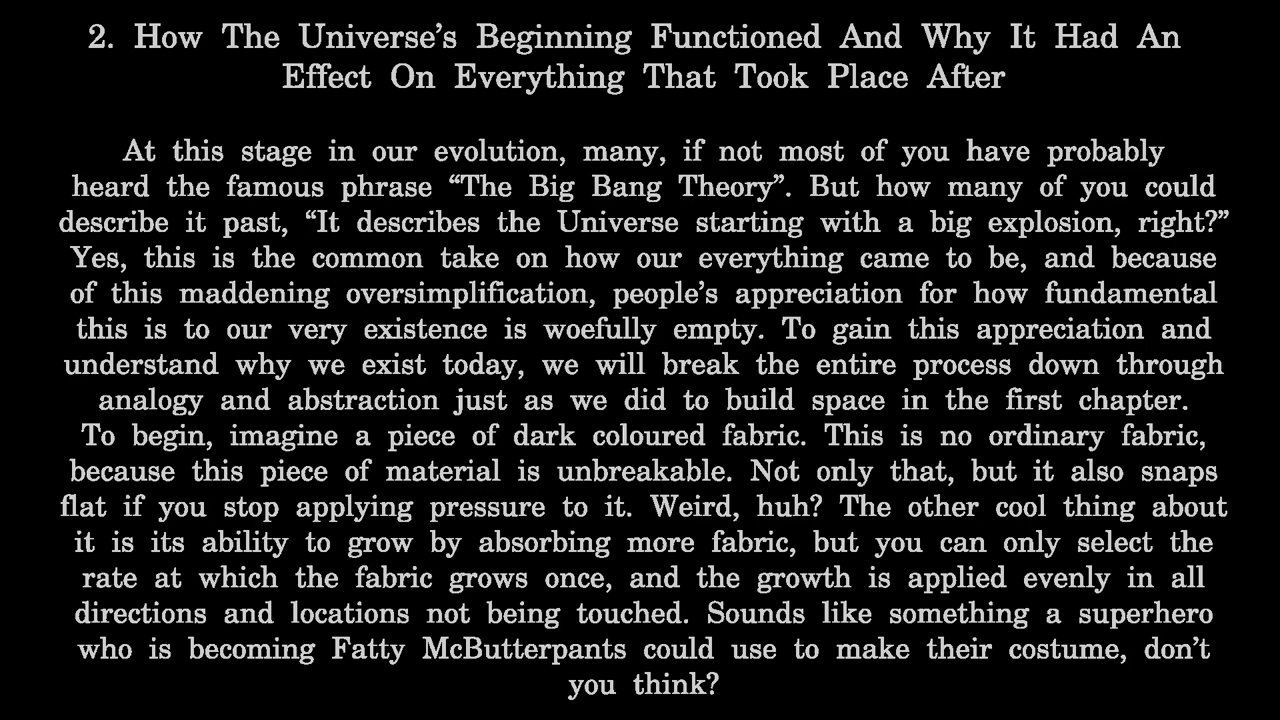 2. How The Universe’s Beginning Functioned And Why It Had An
Effect On Everything That Took Place After
At this stage in our evolution, many, if not most of you have probably
heard the famous phrase “The Big Bang Theory”. But how many of you could
describe it past, “It describes the Universe starting with a big explosion, right?”
Yes, this is the common take on how our everything came to be, and because
of this maddening oversimplification, people’s appreciation for how fundamental
this is to our very existence is woefully empty. To gain this appreciation and
understand why we exist today, we will break the entire process down through
analogy and abstraction just as we did to build space in the first chapter.
To begin, imagine a piece of dark coloured fabric. This is no ordinary fabric,
because this piece of material is unbreakable. Not only that, but it also snaps
flat if you stop applying pressure to it. Weird, huh? The other cool thing about
it is its ability to grow by absorbing more fabric, but you can only select the
rate at which the fabric grows once, and the growth is applied evenly in all
directions and locations not being touched. Sounds like something a superhero
who is becoming Fatty McButterpants could use to make their costume, don’t
you think?